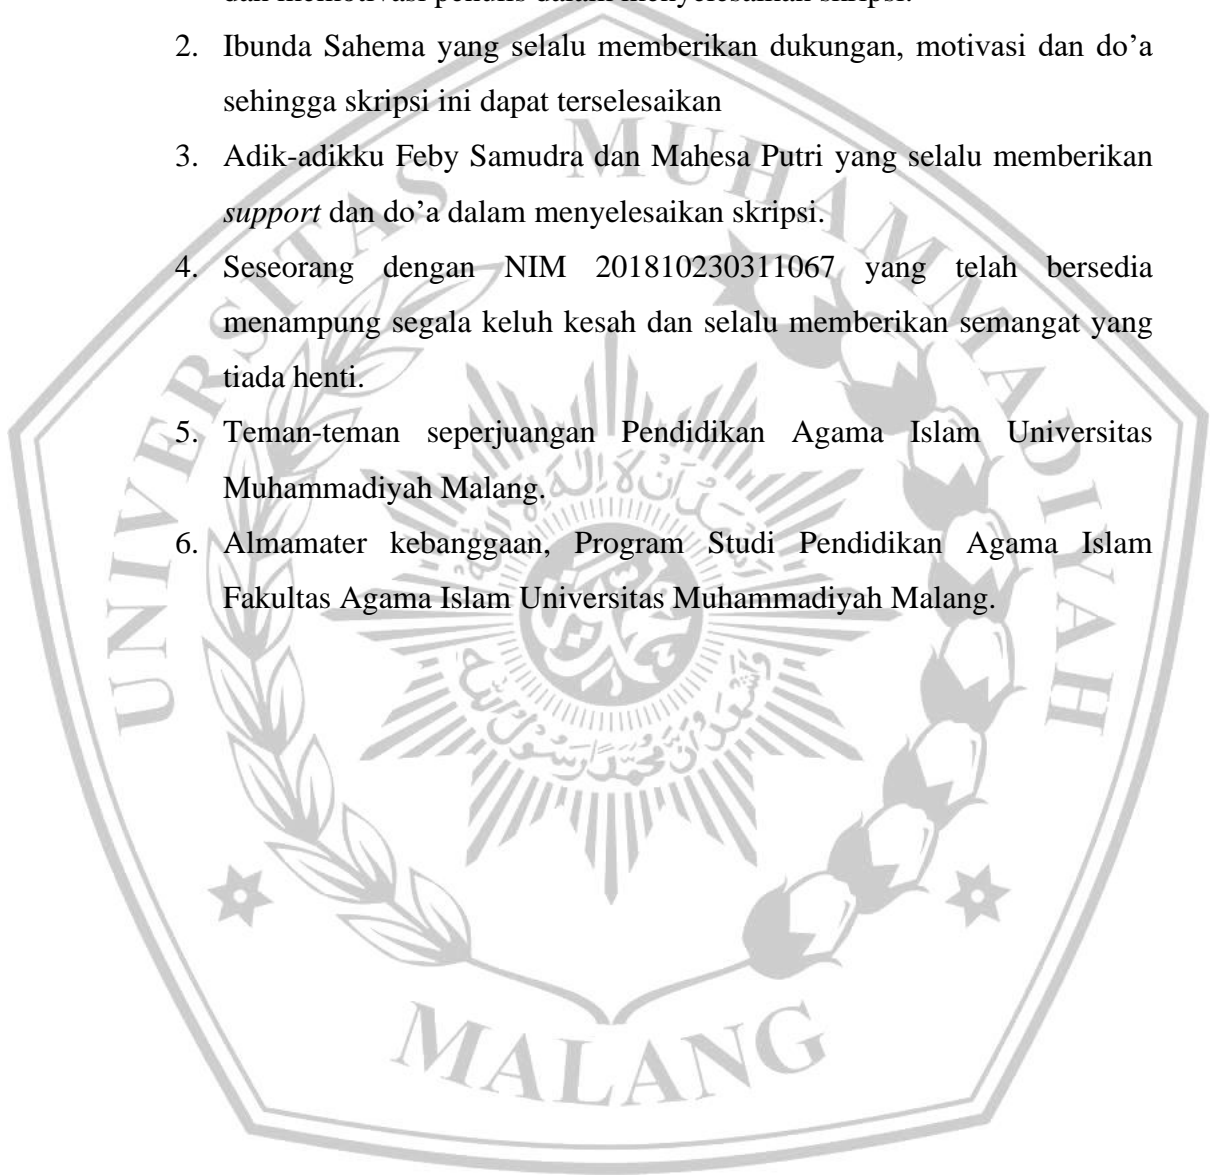 dan memotivasi penulis dalam menyelesaikan skripsi.
2. Ibunda Sahema yang selalu memberikan dukungan, motivasi dan do’a
sehingga skripsi ini dapat terselesaikan
3. Adik-adikku Feby Samudra dan Mahesa Putri yang selalu memberikan
support dan do’a dalam menyelesaikan skripsi.
4. Seseorang dengan NIM 201810230311067 yang telah bersedia
menampung segala keluh kesah dan selalu memberikan semangat yang
tiada henti.
5. Teman-teman seperjuangan Pendidikan Agama Islam Universitas
Muhammadiyah Malang.
6. Almamater kebanggaan, Program Studi Pendidikan Agama Islam
Fakultas Agama Islam Universitas Muhammadiyah Malang.
UNIVERSITAS MUHAMMADIYAH
MALANG